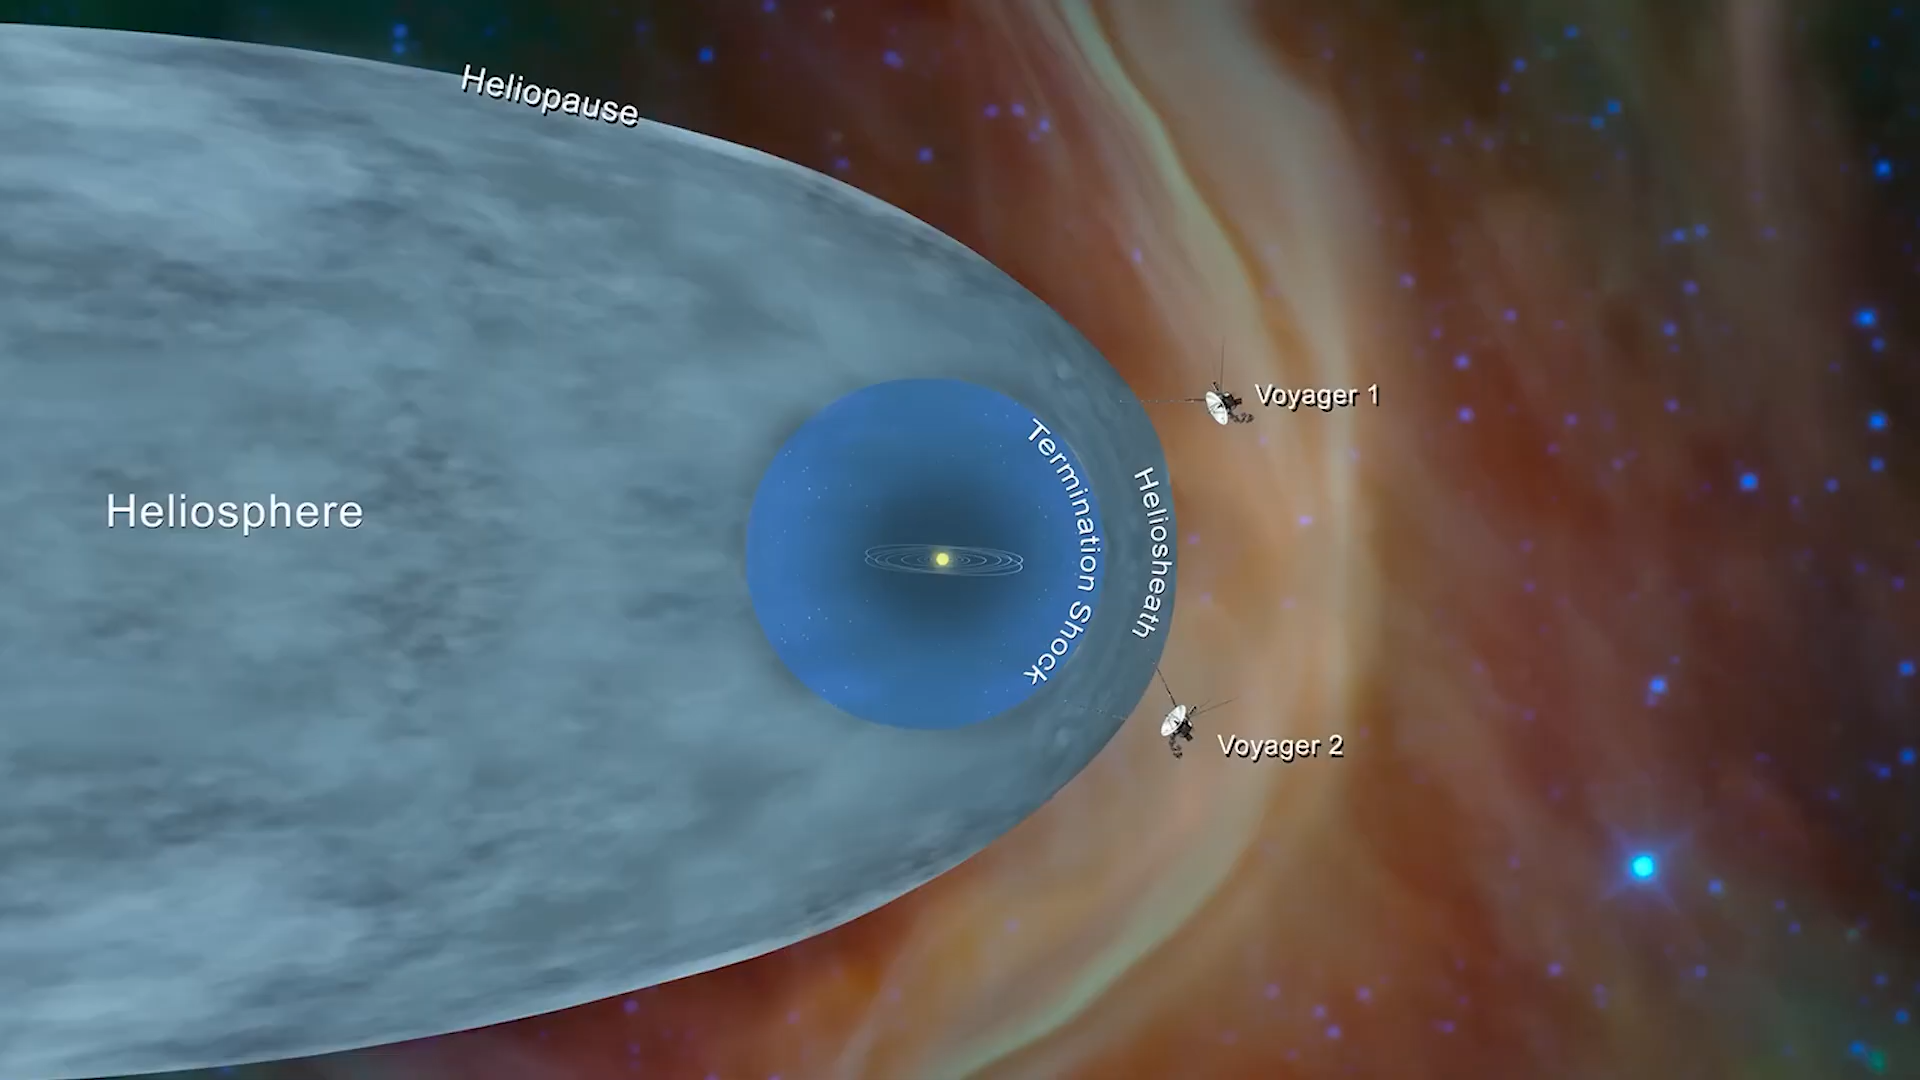 Heliopause
Voyager 1
Termination Shock
Heliosheath
Heliosphere
Voyager 2